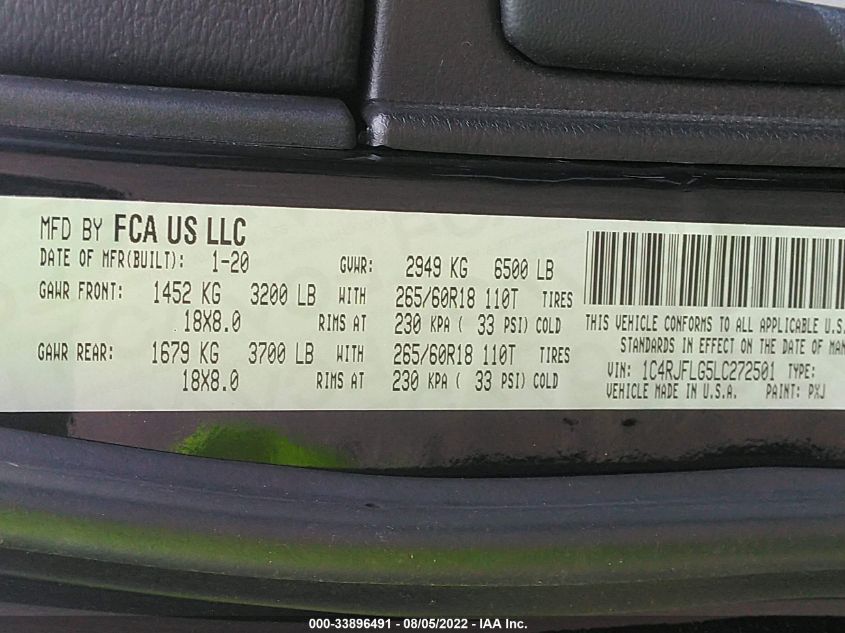 MFD BY FCA US LLC
DATE OF MFR(BUILT): 1-20 GVWR: 2949 KG 6500 LB
GAWR FRONT: 1452 KG 3200 LB WITH 265/60R18 110T TIRES
18X8.0 RIMS AT 230 KPA ( 33 PSI) COLD
GAWR REAR: 1679 KG 3700 LB WITH 265/60R18 110T TIRES
18X8.0 RIMS AT 230 KPA ( 33 PSI) COLD
THIS VEHICLE CONFORMS TO ALL APPLICABLE U.S.
STANDARDS IN EFFECT ON THE DATE OF MAN
VIN: 1C4RJFLG5LC272501 TYPE:
VEHICLE MADE IN U.S.A. PAINT: PXJ
000-33896491 - 08/05/2022 - IAA Inc.